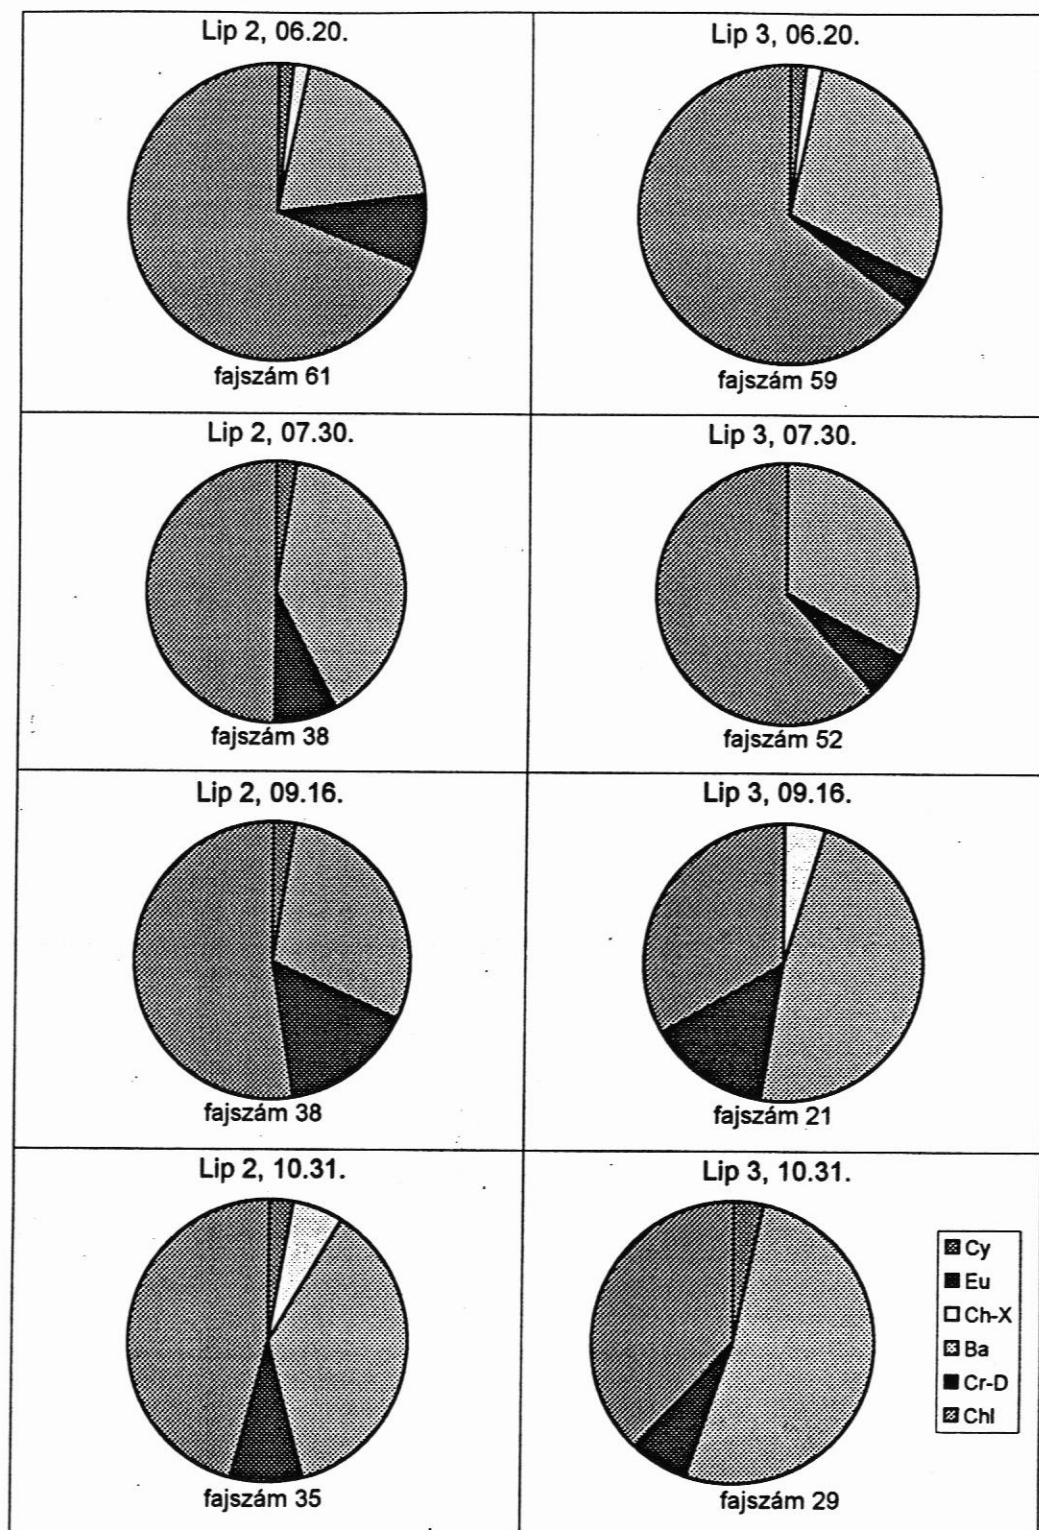 Lip 2, 06.20.
fajszám 61
Lip 3, 06.20.
fajszám 59
Lip 2, 07.30.
fajszám 38
Lip 3, 07.30.
fajszám 52
Lip 2, 09.16.
fajszám 38
Lip 3, 09.16.
fajszám 21
Lip 2, 10.31.
fajszám 35
Lip 3, 10.31.
fajszám 29
Cy
Eu
Ch-X
Ba
Cr-D
Chl